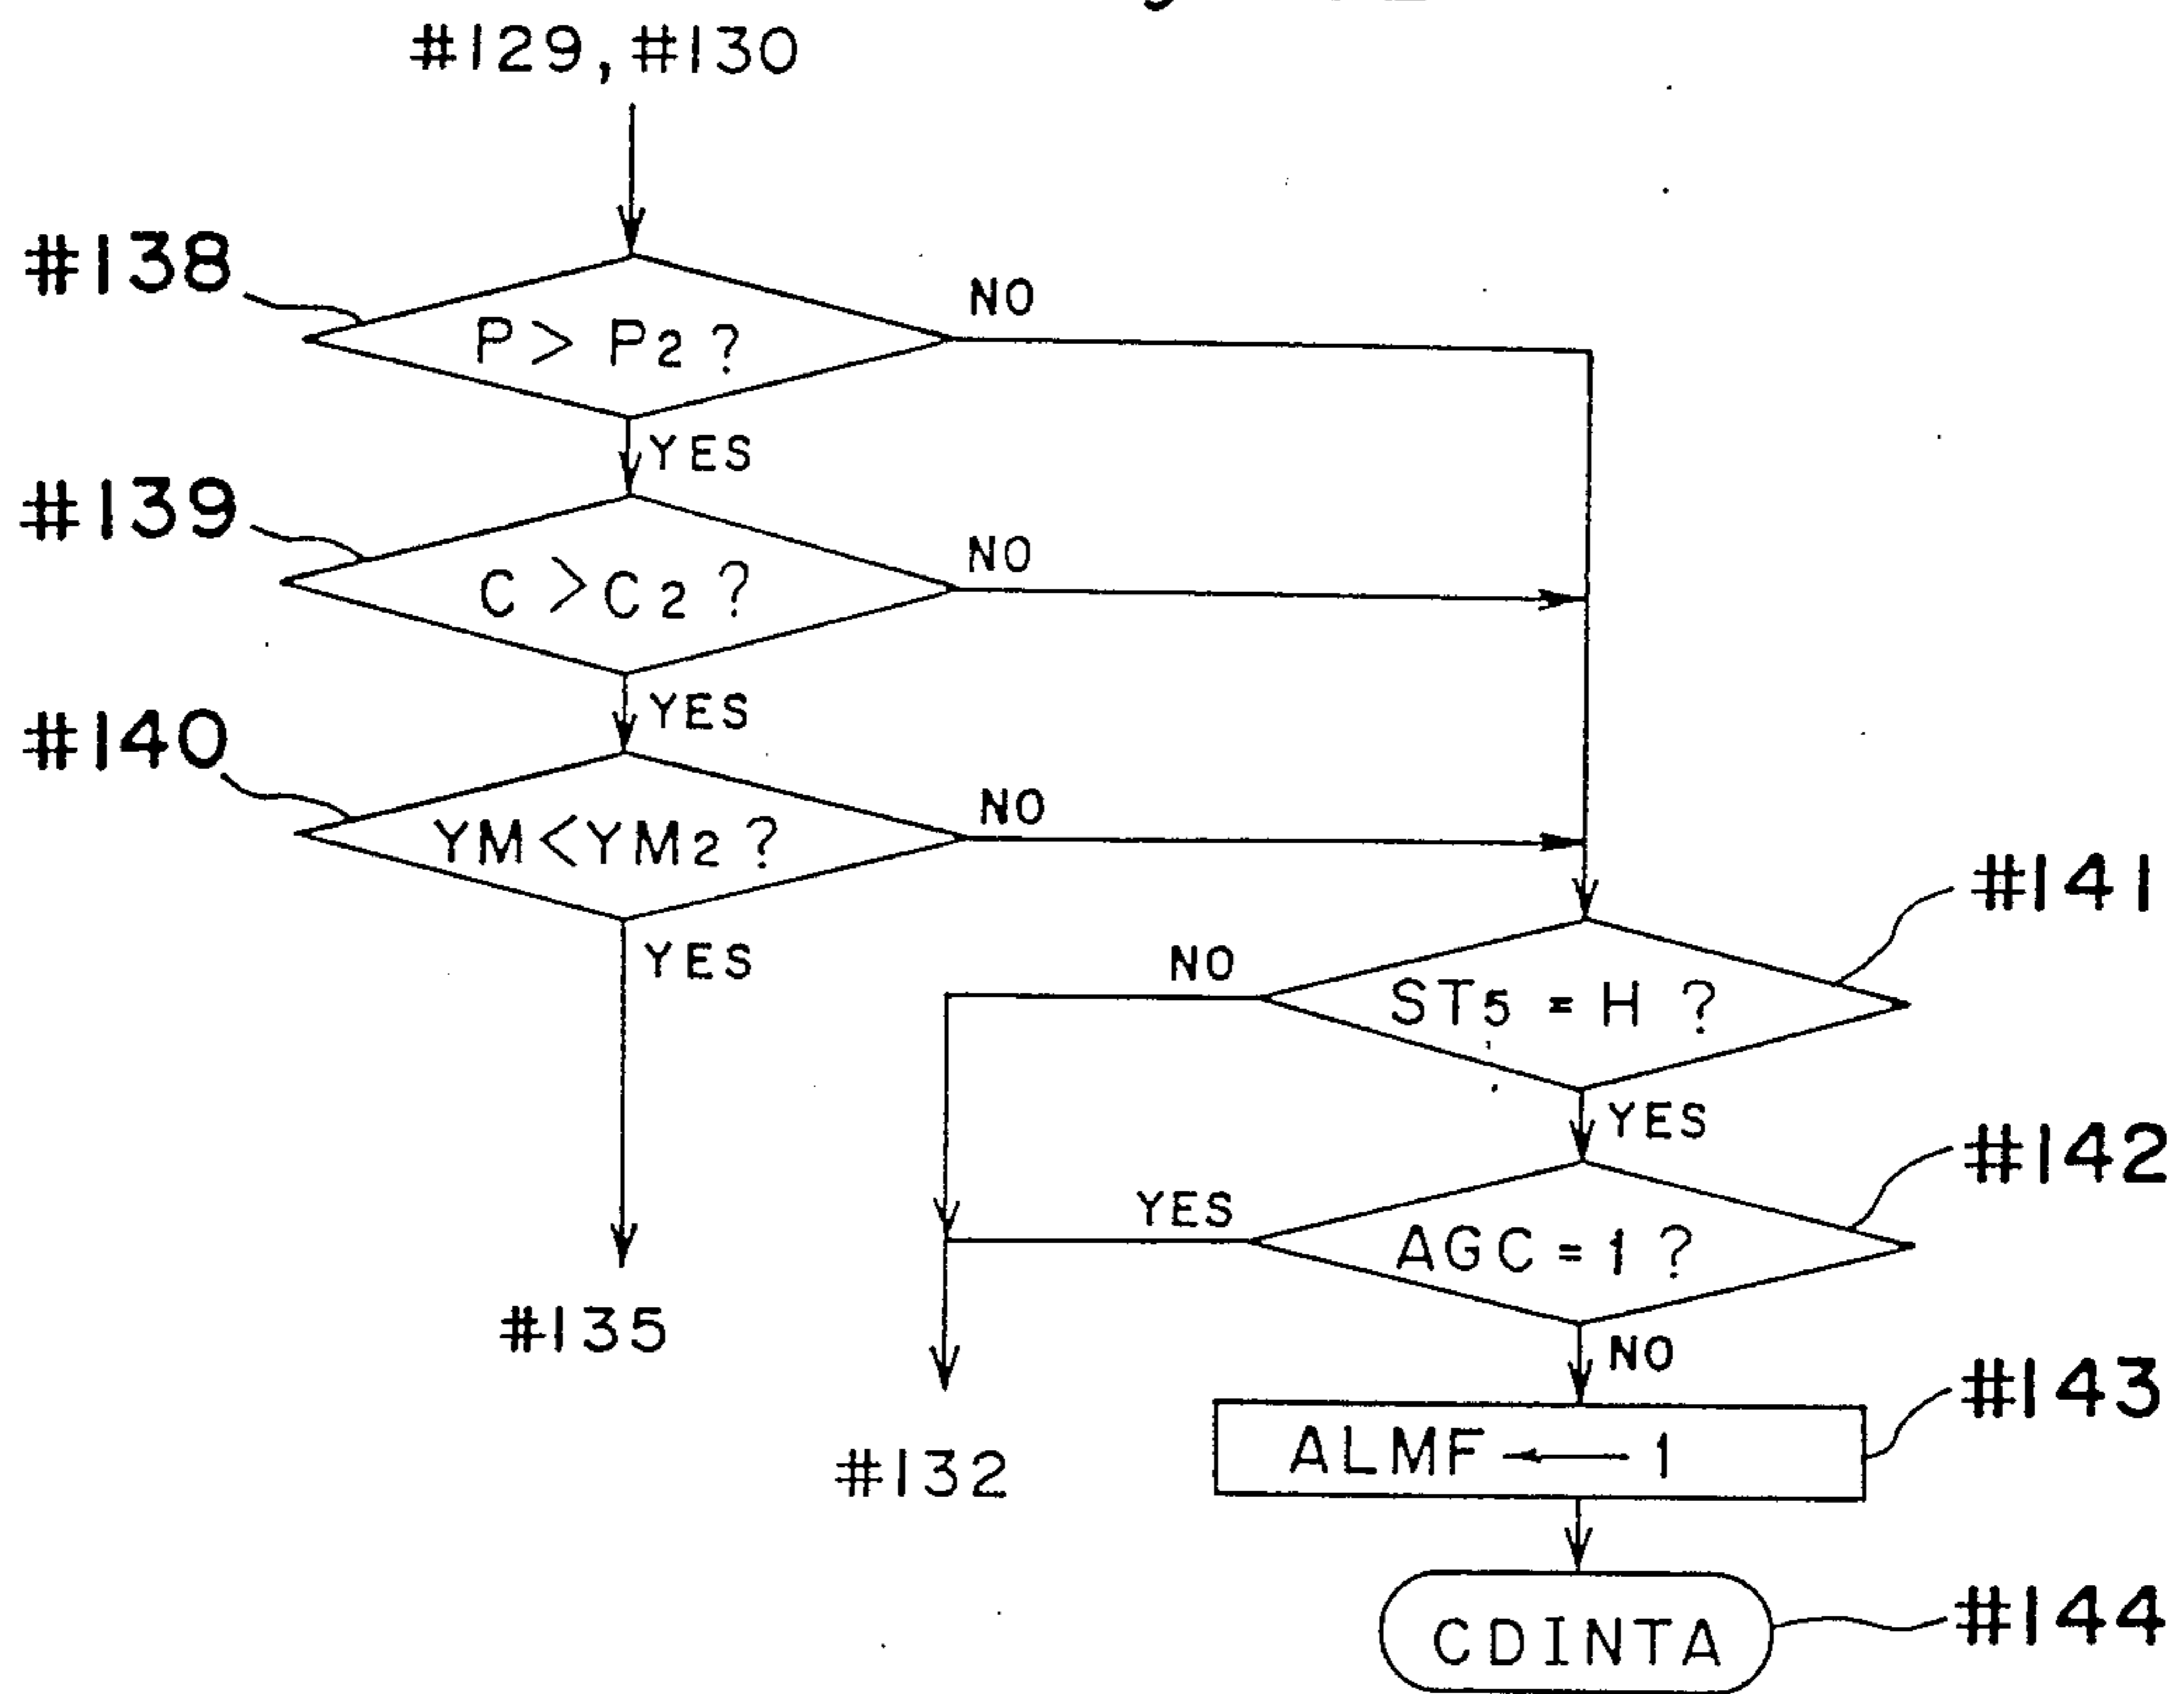 #129, #130
#138
P > P2 ?
NO
YES
#139
C > C2 ?
NO
YES
#140
YM < YM2 ?
NO
YES
#135
#141
ST5 = H ?
NO
YES
#142
AGC = 1 ?
YES
NO
#132
#143
ALMF ← 1
#144
CDINTA